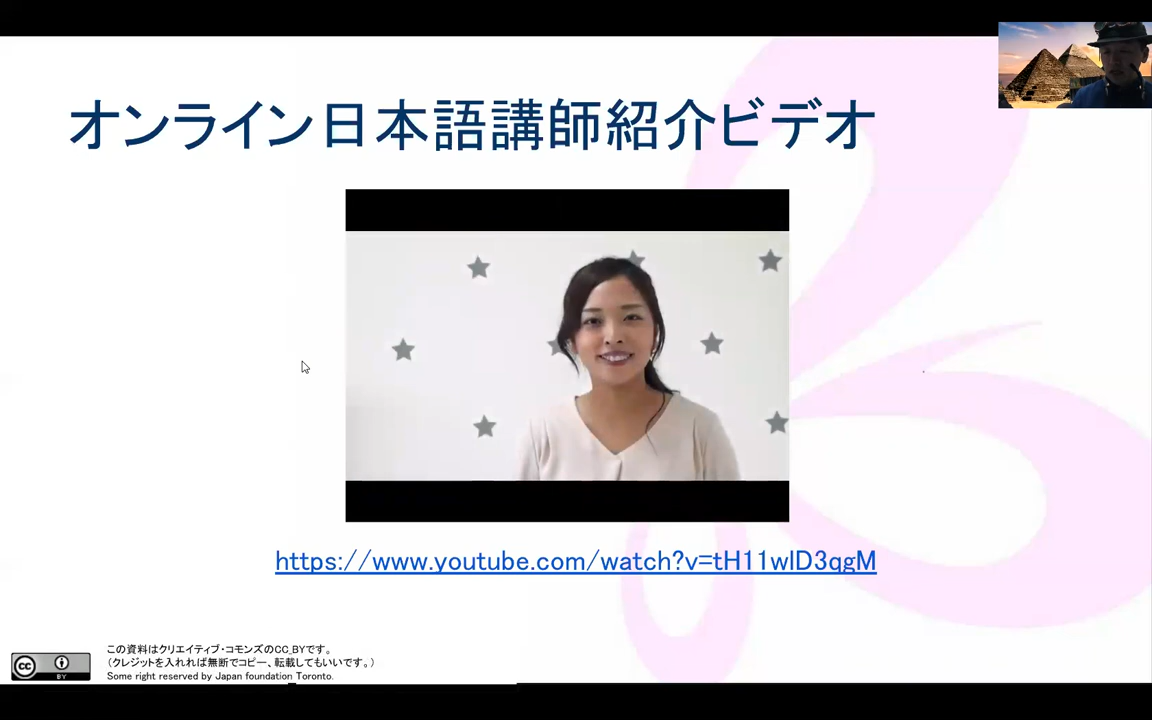 オンライン日本語講師紹介ビデオ
https://www.youtube.com/watch?v=tH11wlD3qgM
この資料はクリエイティブ・コモンズのCC_BYです。
（クレジットを入れれば無断でコピー、転載してもいいです。）
Some right reserved by Japan foundation Toronto.
cc
BY